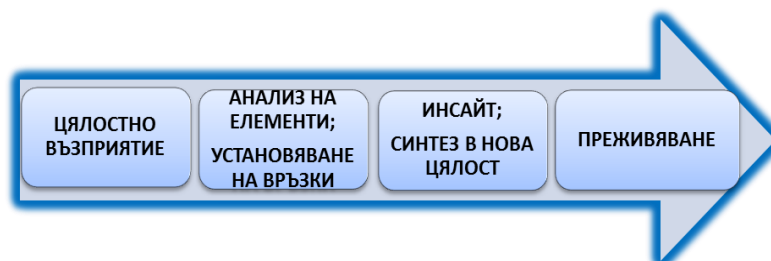 ЦЯЛОСТНО
ВЪЗПРИЯТИЕ
АНАЛИЗ НА
ЕЛЕМЕНТИ;
УСТАНОВЯВАНЕ
НА ВРЪЗКИ
ИНСАЙТ;
СИНТЕЗ В НОВА
ЦЯЛОСТ
ПРЕЖИВЯВАНЕ